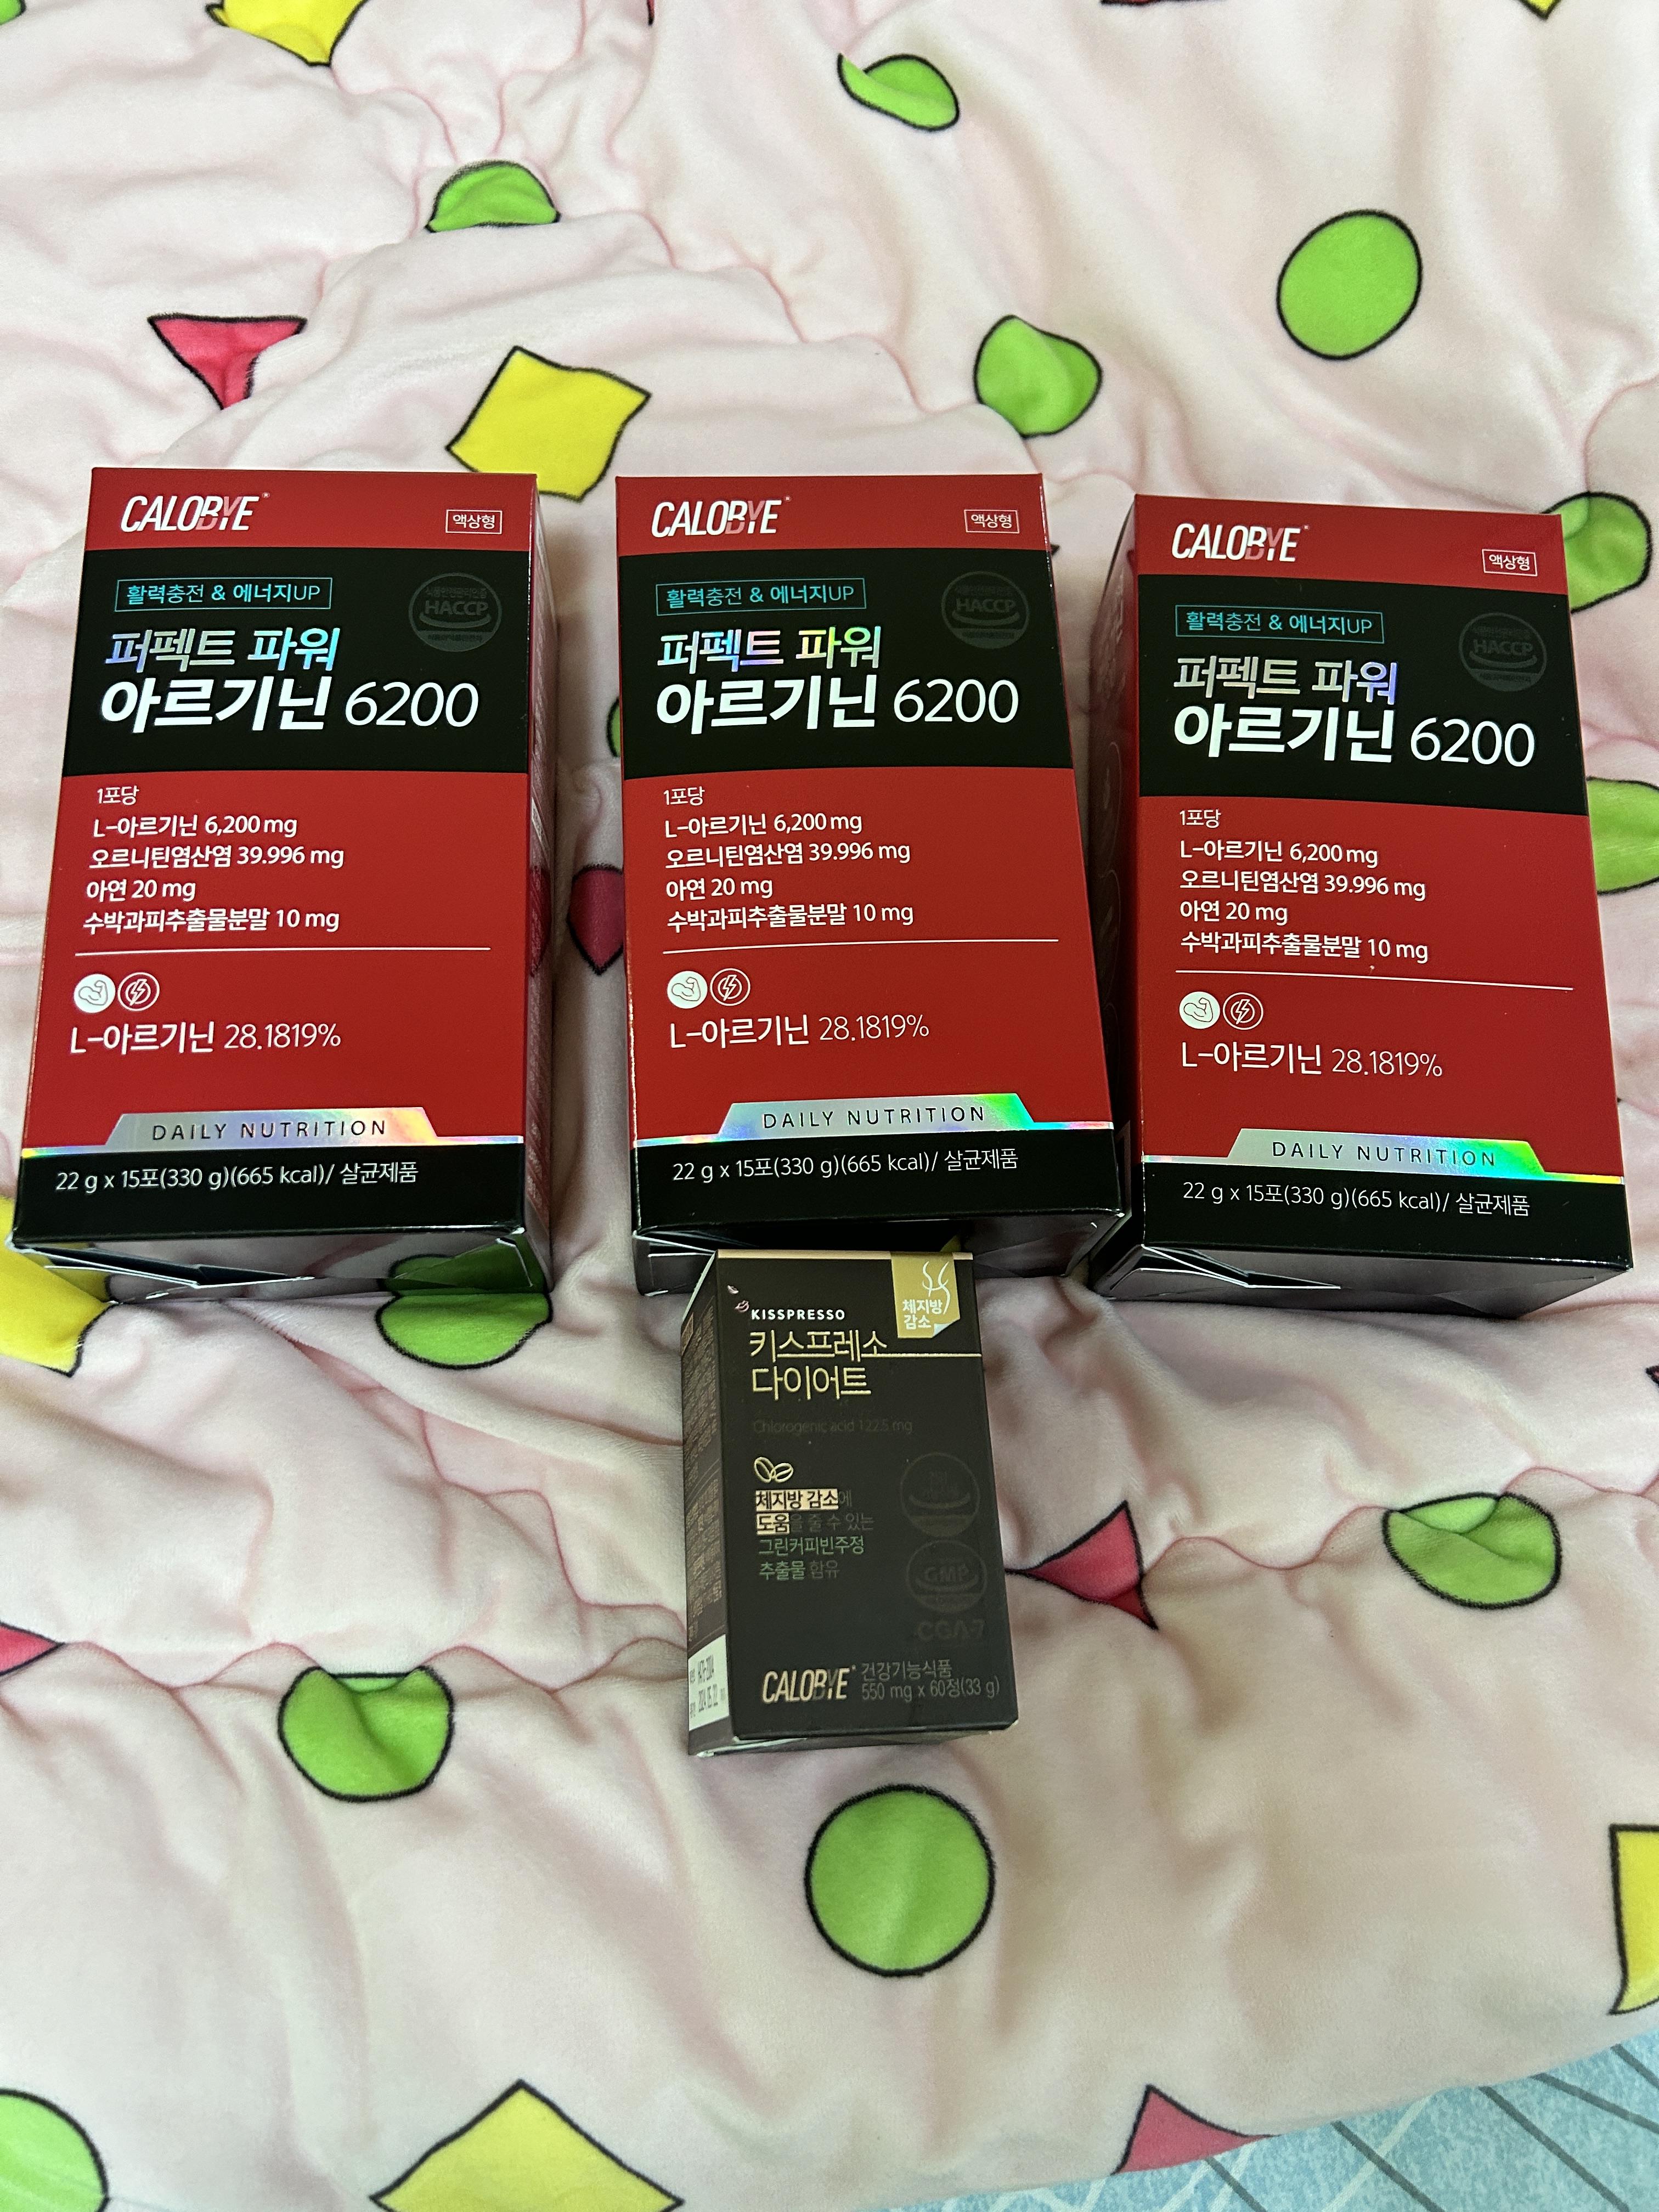 CALOBYE
액상형
활력충전 & 에너지UP
HACCP
퍼펙트 파워
아르기닌 6200
1포당
L-아르기닌 6,200 mg
오르니틴염산염 39.996 mg
아연 20 mg
수박과피추출물분말 10 mg
L-아르기닌 28.1819%
DAILY NUTRITION
22 g x 15포(330 g)(665 kcal)/ 살균제품
CALOBYE
액상형
활력충전 & 에너지UP
HACCP
퍼펙트 파워
아르기닌 6200
1포당
L-아르기닌 6,200 mg
오르니틴염산염 39.996 mg
아연 20 mg
수박과피추출물분말 10 mg
L-아르기닌 28.1819%
DAILY NUTRITION
22 g x 15포(330 g)(665 kcal)/ 살균제품
CALOBYE
액상형
활력충전 & 에너지UP
HACCP
퍼펙트 파워
아르기닌 6200
1포당
L-아르기닌 6,200 mg
오르니틴염산염 39.996 mg
아연 20 mg
수박과피추출물분말 10 mg
L-아르기닌 28.1819%
DAILY NUTRITION
22 g x 15포(330 g)(665 kcal)/ 살균제품
체지방
감소
KISSPRESSO
키스프레소
다이어트
Chlorogenic acid 122.5 mg
체지방 감소에
도움을 줄 수 있는
그린커피빈주정
추출물 함유
GMP
CGA-7
CALOBYE
건강기능식품
550 mg x 60정(33 g)